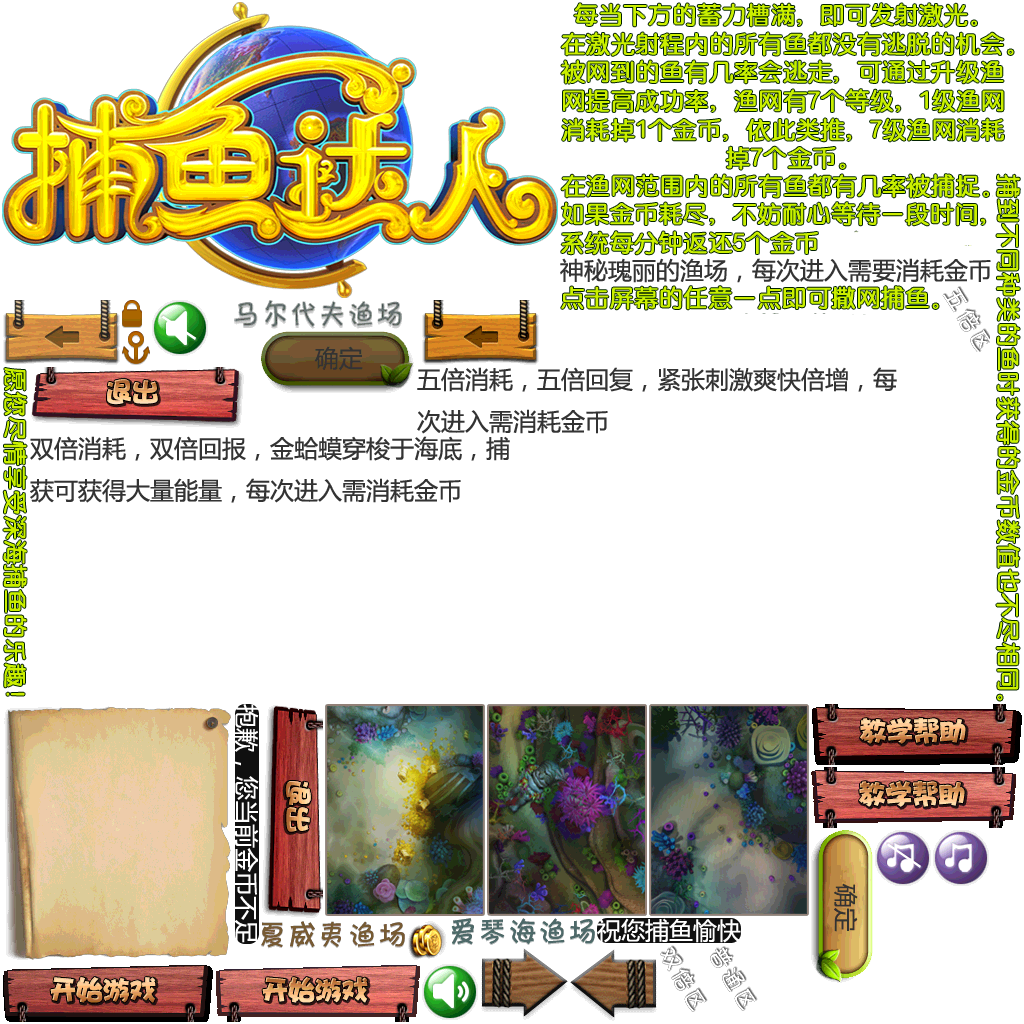 捕鱼达人
每当下方的蓄力槽满，即可发射激光。
在激光射程内的所有鱼都没有逃脱的机会。
被网到的鱼有几率会逃走，可通过升级渔
网提高成功率，渔网有7个等级，1级渔网
消耗掉1个金币，依此类推，7级渔网消耗
掉7个金币。
在渔网范围内的所有鱼都有几率被捕捉。
如果金币耗尽，不妨耐心等待一段时间，
系统每分钟返还5个金币
神秘瑰丽的渔场，每次进入需要消耗金币
点击屏幕的任意一点即可撒网捕鱼。
捕到不同种类的鱼时获得的金币数值也不尽相同。
五倍区
马尔代夫渔场
确定
退出
五倍消耗，五倍回复，紧张刺激爽快倍增，每
次进入需消耗金币
双倍消耗，双倍回报，金蛤蟆穿梭于海底，捕
获可获得大量能量，每次进入需消耗金币
愿您尽情享受深海捕鱼的乐趣！
抱歉，您当前金币不足
退出
教学帮助
教学帮助
确定
夏威夷渔场
爱琴海渔场
祝您捕鱼愉快
双倍区
普通区
开始游戏
开始游戏